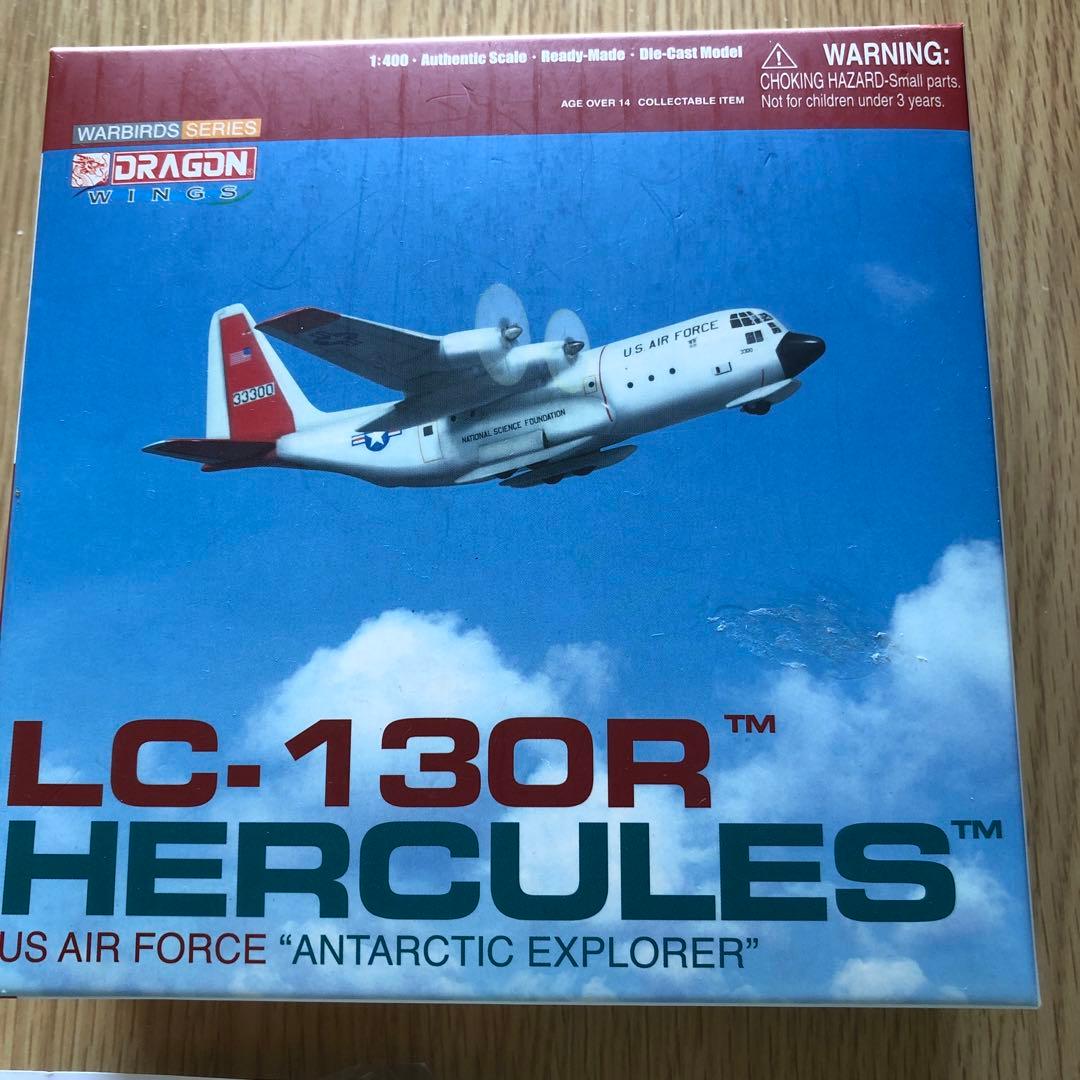 1:400 · Authentic Scale · Ready-Made · Die-Cast Model
WARNING:
CHOKING HAZARD-Small parts.
Not for children under 3 years.
AGE OVER 14 COLLECTABLE ITEM
WARBIRDS SERIES
DRAGON
WINGS
U.S. AIR FORCE
33300
NATIONAL SCIENCE FOUNDATION
LC-130R™
HERCULES™
US AIR FORCE “ANTARCTIC EXPLORER”